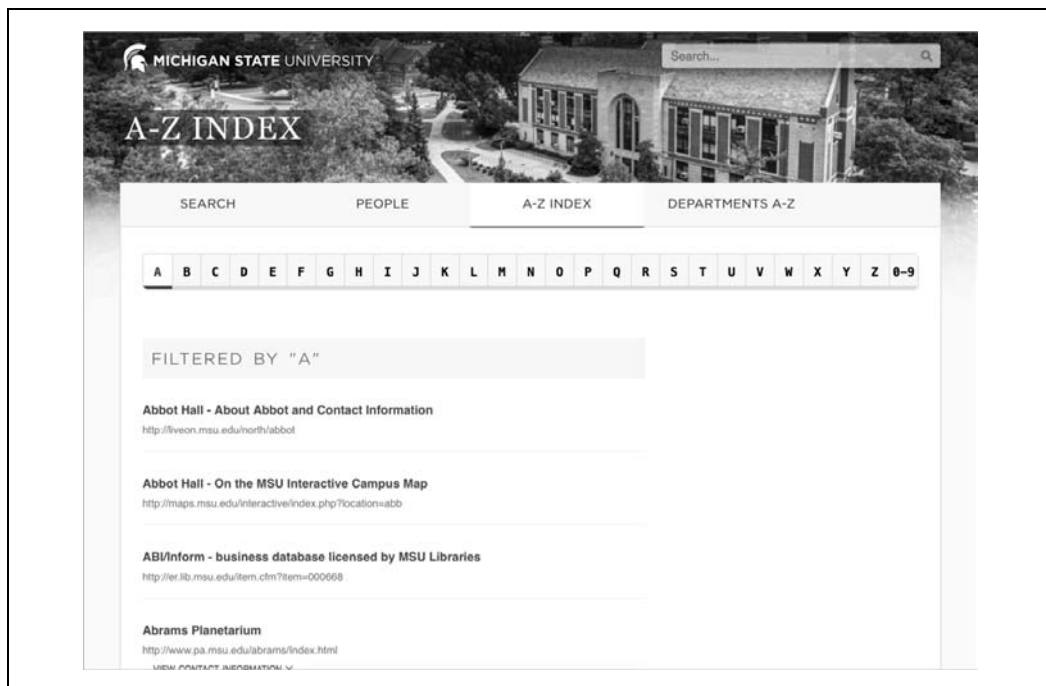 MICHIGAN STATE UNIVERSITY
Search...
A-Z INDEX
SEARCH PEOPLE A-Z INDEX DEPARTMENTS A-Z
A B C D E F G H I J K L M N O P Q R S T U V W X Y Z 0-9
FILTERED BY "A"
Abbot Hall - About Abbot and Contact Information
http://liveon.msu.edu/north/abbot
Abbot Hall - On the MSU Interactive Campus Map
http://maps.msu.edu/interactive/index.php?location=abb
ABI/Inform - business database licensed by MSU Libraries
http://er.lib.msu.edu/item.cfm?item=000668
Abrams Planetarium
http://www.pa.msu.edu/abrams/index.html
VIEW CONTACT INFORMATION